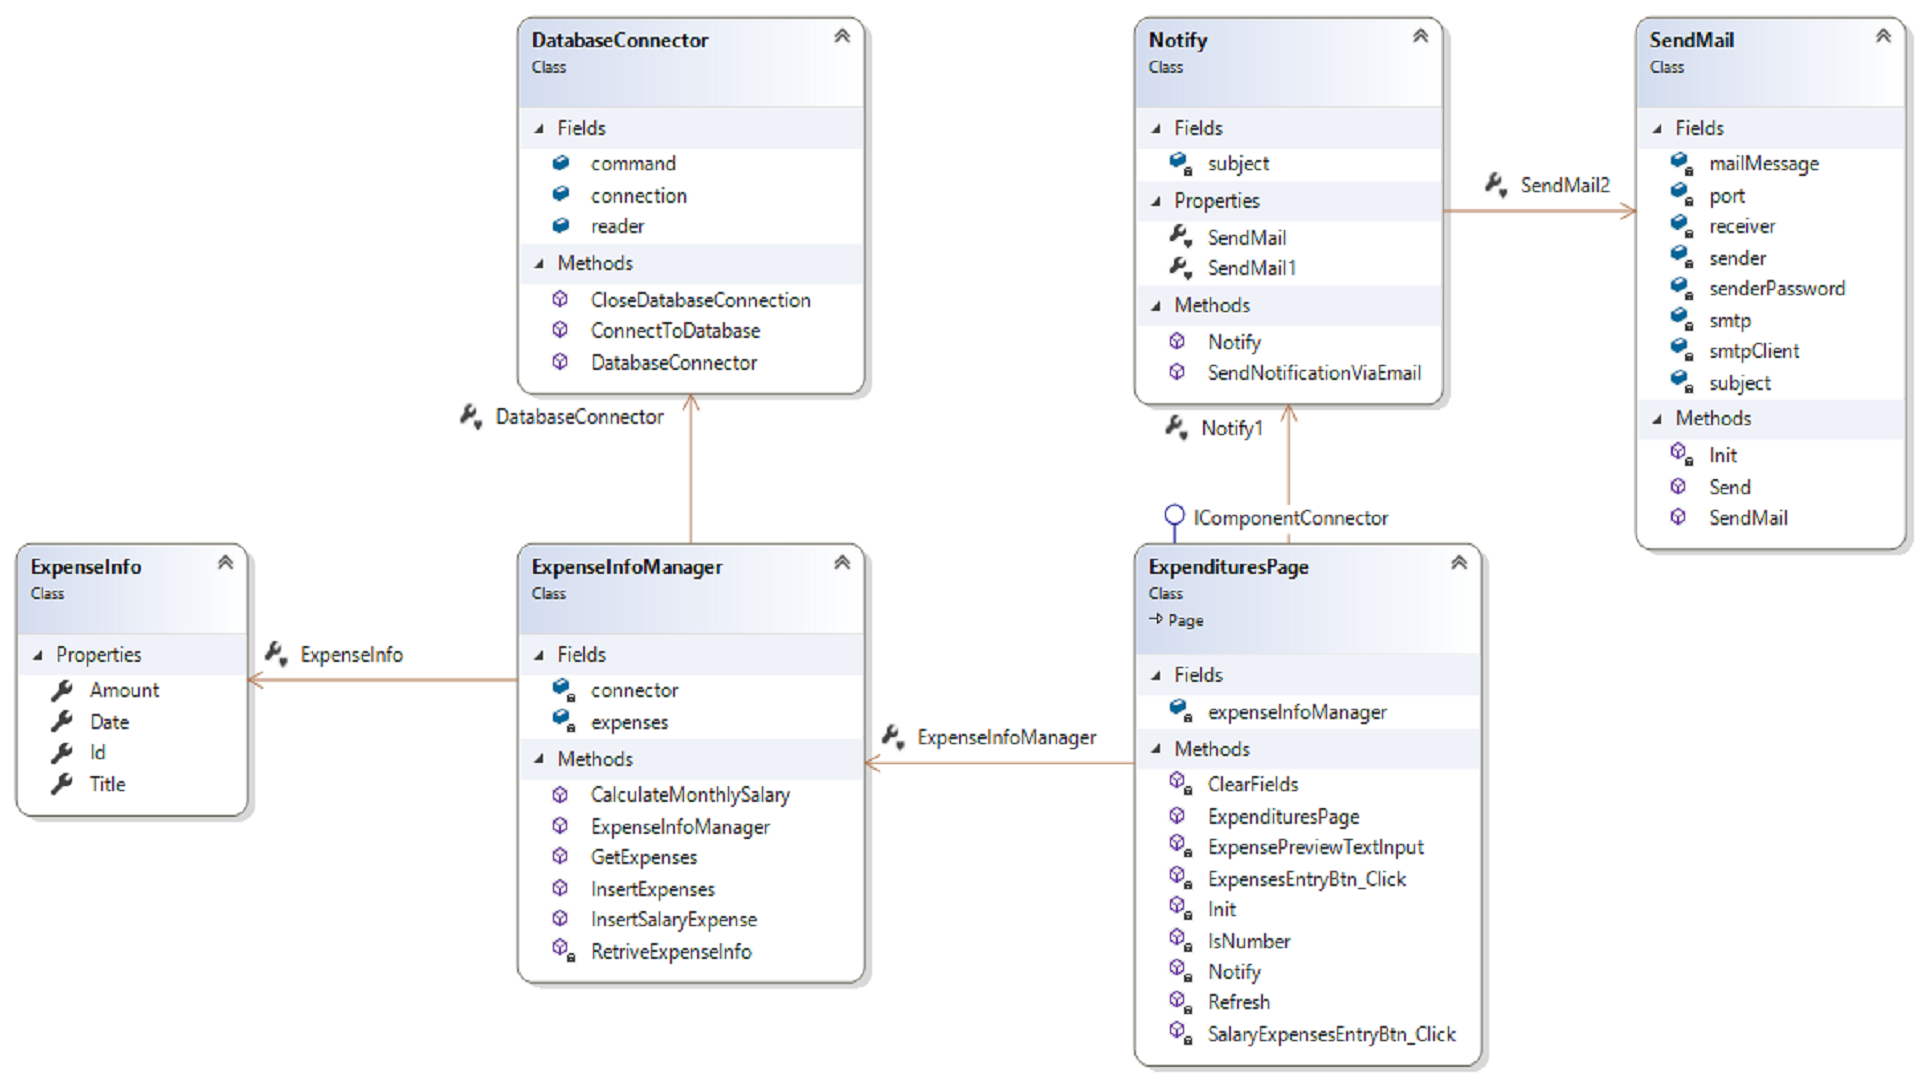 DatabaseConnector
Class
Fields
command
connection
reader
Methods
CloseDatabaseConnection
ConnectToDatabase
DatabaseConnector
Notify
Class
Fields
subject
Properties
SendMail
SendMail1
Methods
Notify
SendNotificationViaEmail
SendMail2
SendMail
Class
Fields
mailMessage
port
receiver
sender
senderPassword
smtp
smtpClient
subject
Methods
Init
Send
SendMail
DatabaseConnector
Notify1
IComponentConnector
ExpenseInfo
Class
Properties
Amount
Date
Id
Title
ExpenseInfo
ExpenseInfoManager
Class
Fields
connector
expenses
Methods
CalculateMonthlySalary
ExpenseInfoManager
GetExpenses
InsertExpenses
InsertSalaryExpense
RetriveExpenseInfo
ExpenseInfoManager
ExpendituresPage
Class
Page
Fields
expenseInfoManager
Methods
ClearFields
ExpendituresPage
ExpensePreviewTextInput
ExpensesEntryBtn_Click
Init
IsNumber
Notify
Refresh
SalaryExpensesEntryBtn_Click